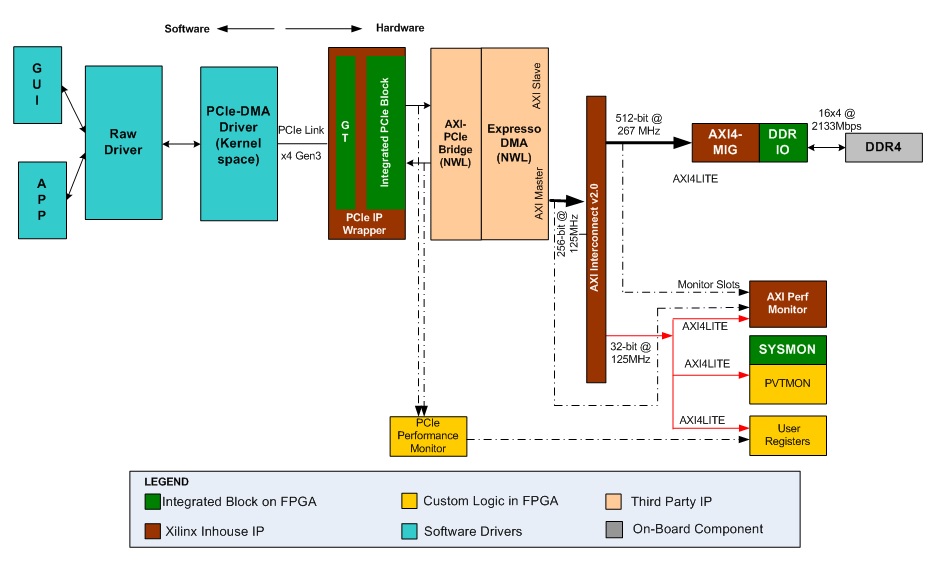 Software
Hardware
G
U
I
A
P
P
Raw
Driver
PCIe-DMA
Driver
(Kernel
space)
PCIe Link
x4 Gen3
G
T
Integrated PCIe Block
PCIe IP
Wrapper
AXI-
PCIe
Bridge
(NWL)
Expresso
DMA
(NWL)
AXI Slave
AXI Master
256-bit @
125MHz
AXI Interconnect v2.0
512-bit @
267 MHz
AXI4-
MIG
DDR
IO
16x4 @
2133Mbps
DDR4
AXI4LITE
Monitor Slots
AXI Perf
Monitor
AXI4LITE
32-bit @
125MHz
SYSMON
AXI4LITE
PVTMON
AXI4LITE
User
Registers
PCIe
Performance
Monitor
LEGEND
Integrated Block on FPGA
Custom Logic in FPGA
Third Party IP
Xilinx Inhouse IP
Software Drivers
On-Board Component